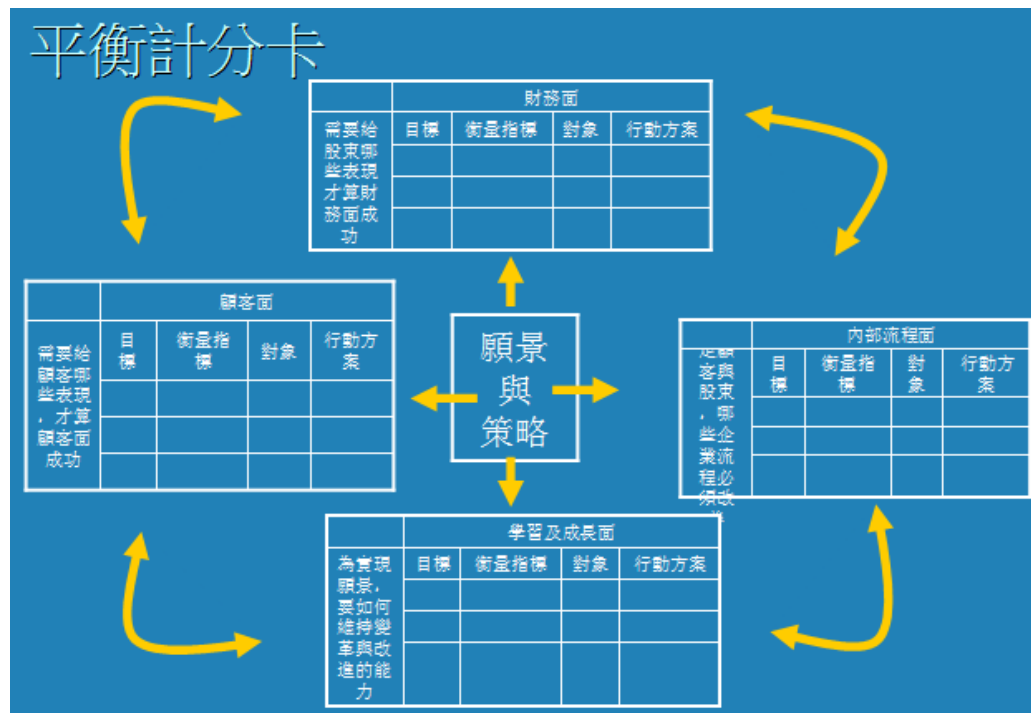 平衡計分卡
財務面
需要給
股東哪
些表現
才算財
務面成
功
目標 衡量指標 對象 行動方案
顧客面
需要給
顧客哪
些表現
，才算
顧客面
成功
目
標
衡量指
標
對象
行動方
案
願景
與
策略
內部流程面
客與
股東
，哪
些企
業流
程必
須改
目
標
衡量指
標
對
象
行動方
案
學習及成長面
為實現
願景，
要如何
維持變
革與改
進的能
力
目標 衡量指標 對象 行動方案